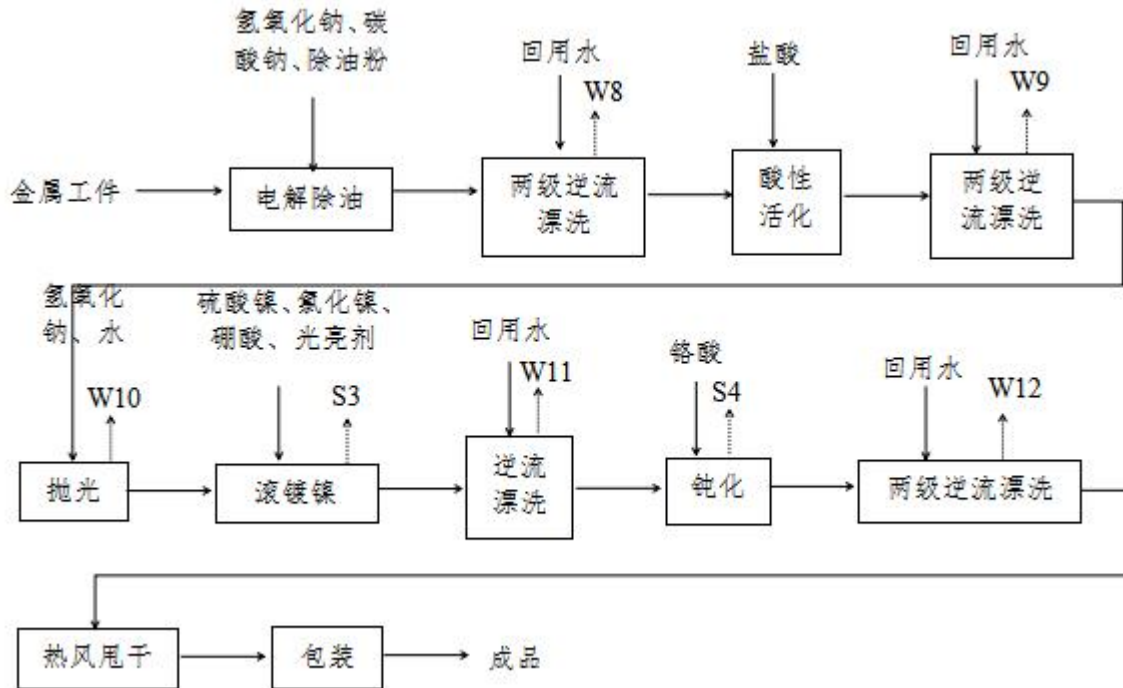 氢氧化钠、碳
酸钠、除油粉
回用水
W8
盐酸
回用水
W9
金属工件
电解除油
两级逆流
漂洗
酸性
活化
两级逆
流漂洗
氢氧化
钠、水
W10
硫酸镍、氯化镍、
硼酸、光亮剂
S3
回用水
W11
铬酸
S4
回用水
W12
抛光
滚镀镍
逆流
漂洗
钝化
两级逆流漂洗
热风甩干
包装
成品